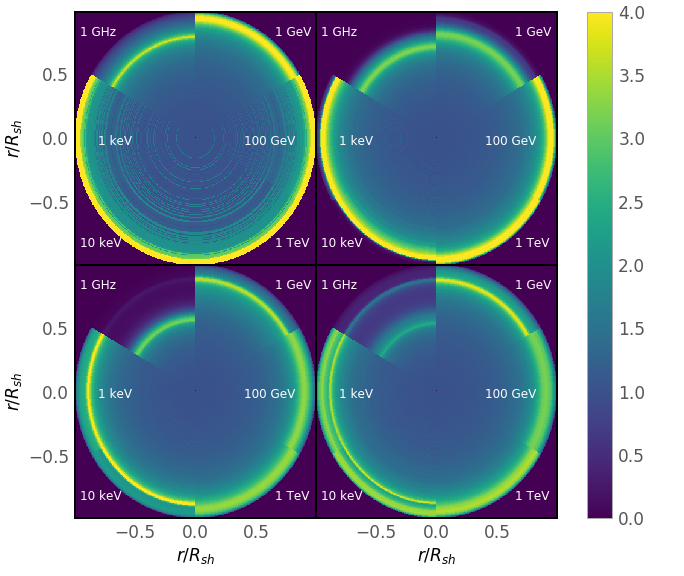 1 GHz 1 GeV 1 GHz 1 GeV 4.0
3.5
0.5
3.0
r/R_sh 0.0 1 keV 100 GeV 1 keV 100 GeV
2.5
−0.5
10 keV 1 TeV 10 keV 1 TeV
2.0
1 GHz 1 GeV 1 GHz 1 GeV
0.5 1.5
r/R_sh 0.0 1 keV 100 GeV 1 keV 100 GeV 1.0
−0.5 0.5
10 keV 1 TeV 10 keV 1 TeV
0.0
−0.5 0.0 0.5 −0.5 0.0 0.5
r/R_sh r/R_sh